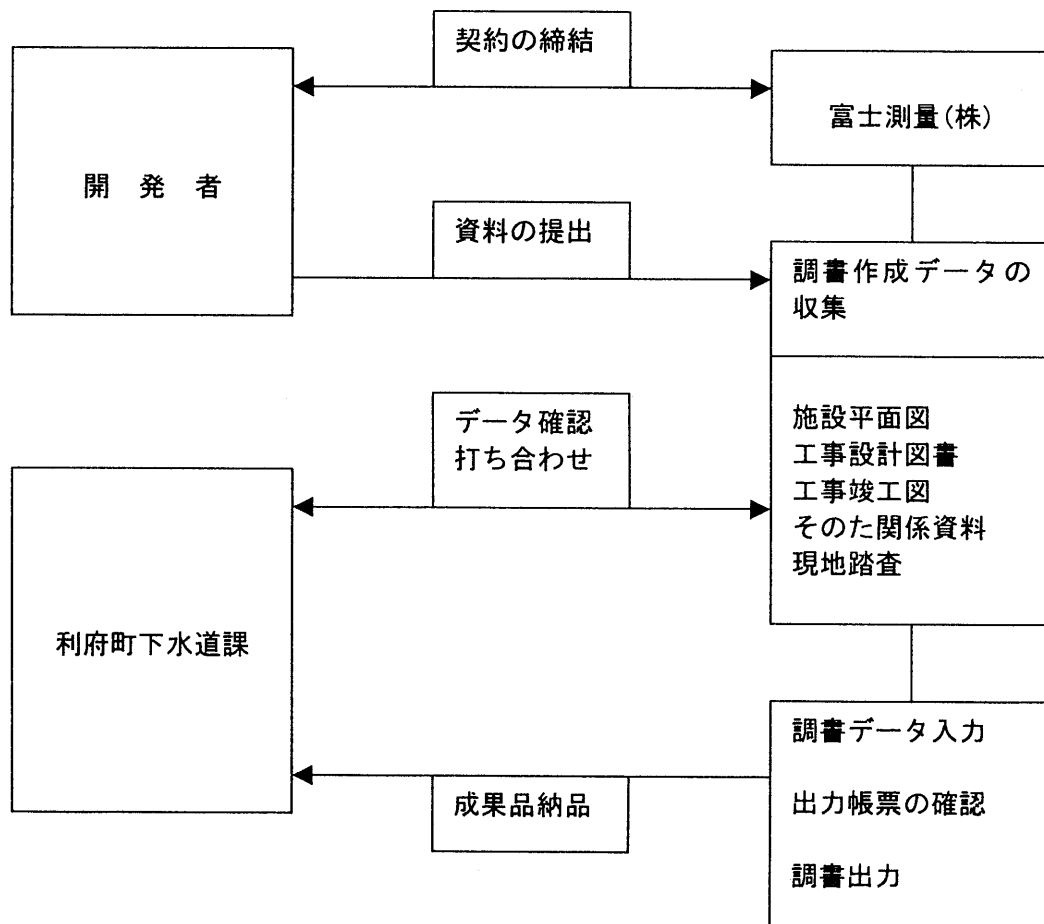 契約の締結
富士測量(株)
開発者
資料の提出
調書作成データの
収集
データ確認
打ち合わせ
施設平面図
工事設計図書
工事竣工図
そのた関係資料
現地踏査
利府町下水道課
調書データ入力
成果品納品
出力帳票の確認
調書出力